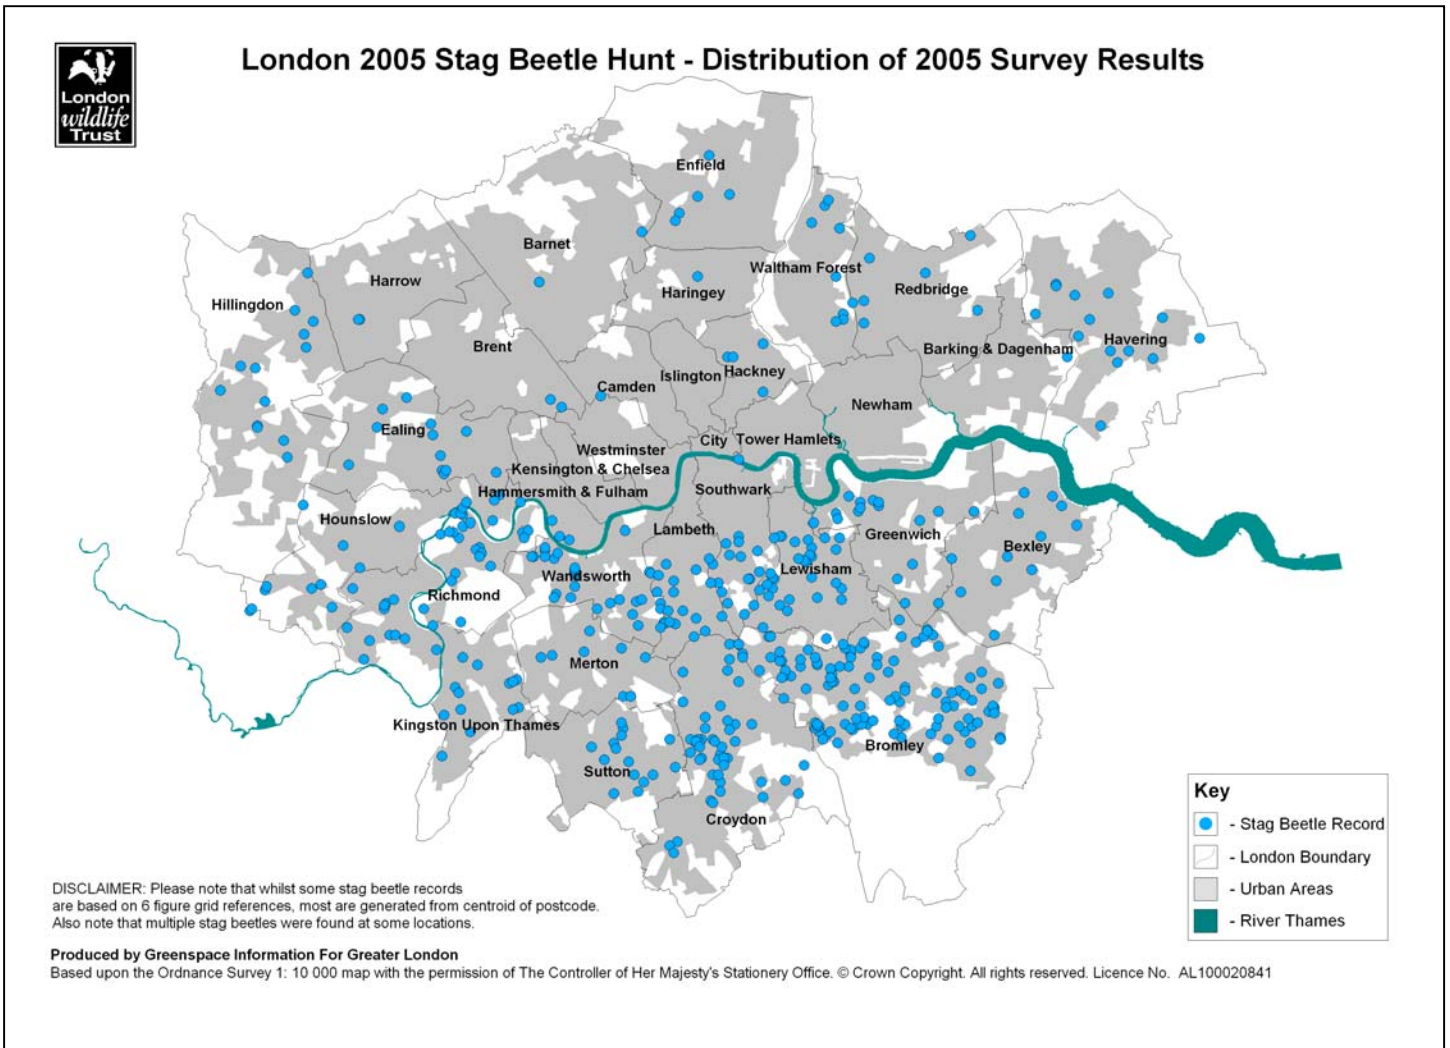 London 2005 Stag Beetle Hunt - Distribution of 2005 Survey Results
London
wildlife
Trust
Enfield
Barnet
Harrow
Haringey
Waltham Forest
Redbridge
Hillingdon
Brent
Camden
Islington
Hackney
Barking & Dagenham
Havering
Newham
Ealing
Westminster
City
Tower Hamlets
Kensington & Chelsea
Hammersmith & Fulham
Southwark
Hounslow
Lambeth
Greenwich
Bexley
Wandsworth
Lewisham
Richmond
Merton
Kingston Upon Thames
Bromley
Sutton
Croydon
Key
- Stag Beetle Record
- London Boundary
- Urban Areas
- River Thames
DISCLAIMER: Please note that whilst some stag beetle records
are based on 6 figure grid references, most are generated from centroid of postcode.
Also note that multiple stag beetles were found at some locations.
Produced by Greenspace Information For Greater London
Based upon the Ordnance Survey 1: 10 000 map with the permission of The Controller of Her Majesty's Stationery Office. © Crown Copyright. All rights reserved. Licence No. AL100020841